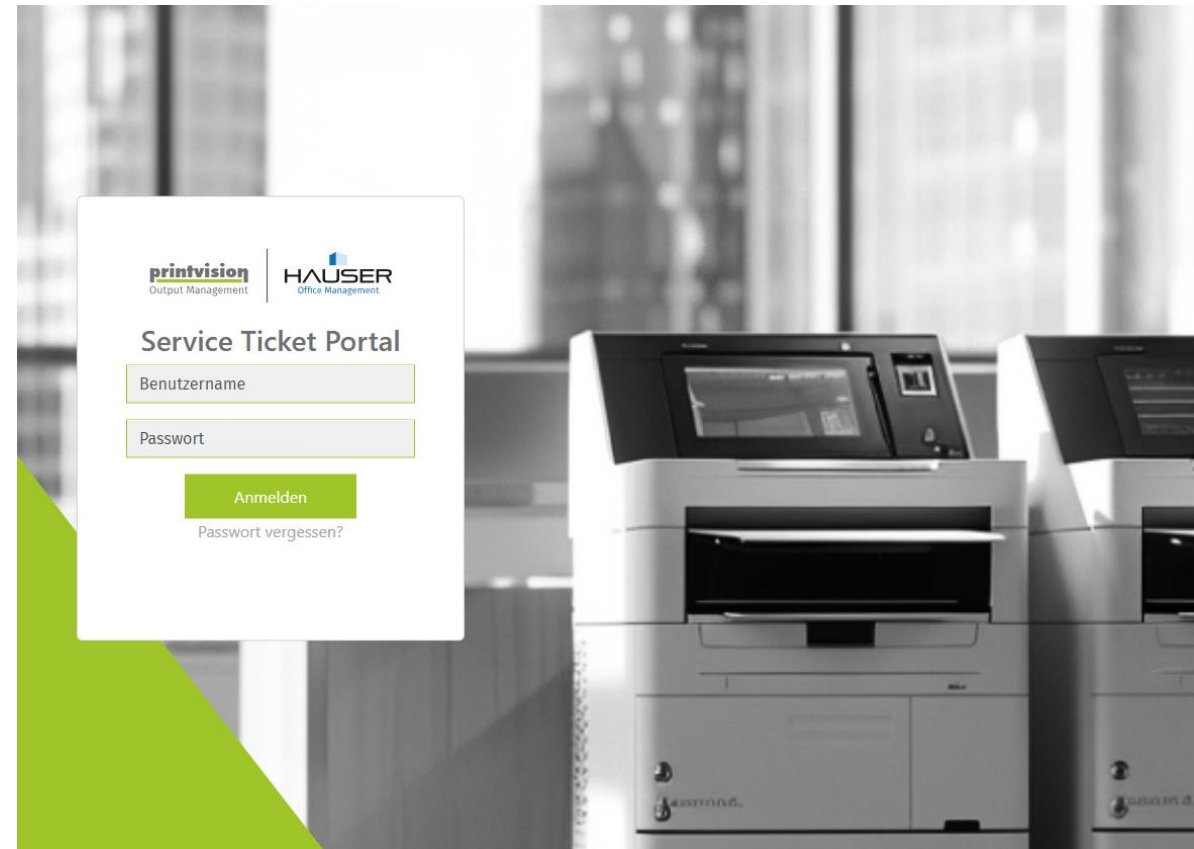 printvision
Output Management
HAUSER
Office Management
Service Ticket Portal
Benutzername
Passwort
Anmelden
Passwort vergessen?